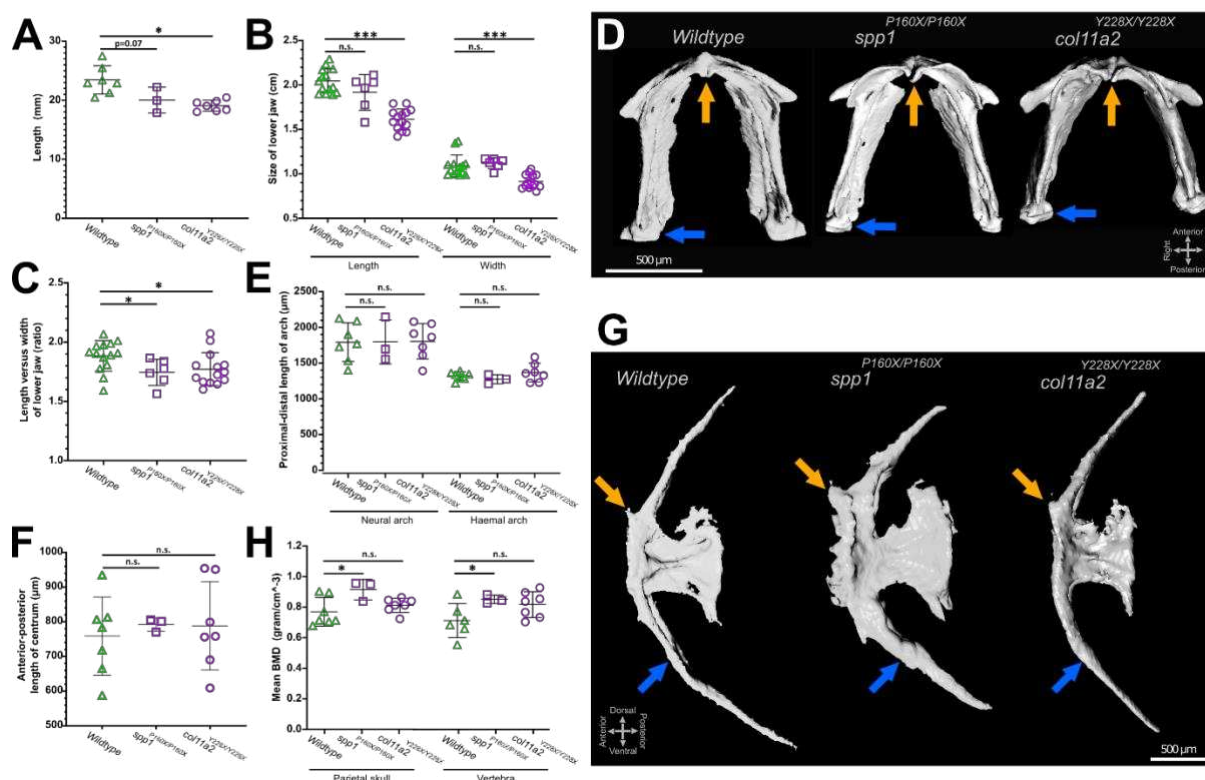 A
Length (mm)
30
20
10
0
*
p=0.07
Wildtype
spp1 P160X/P160X
col11a2 Y228X/Y228X
B
Size of lower jaw (cm)
2.5
2.0
1.5
1.0
0.5
***
n.s.
***
n.s.
Wildtype
spp1 P160X/P160X
col11a2 Y228X/Y228X
Wildtype
spp1 P160X/P160X
col11a2 Y228X/Y228X
Length
Width
D
Wildtype
P160X/P160X
spp1
Y228X/Y228X
col11a2
500 µm
Anterior
Right
Posterior
C
Length versus width
of lower jaw (ratio)
2.5
2.0
1.5
1.0
*
*
Wildtype
spp1 P160X/P160X
col11a2 Y228X/Y228X
E
Proximal-distal length of arch (µm)
2500
2000
1500
1000
500
0
n.s.
n.s.
n.s.
n.s.
Wildtype
spp1 P160X/P160X
col11a2 Y228X/Y228X
Wildtype
spp1 P160X/P160X
col11a2 Y228X/Y228X
Neural arch
Haemal arch
G
Wildtype
P160X/P160X
spp1
Y228X/Y228X
col11a2
Dorsal
Anterior
Posterior
Ventral
500 µm
F
Anterior-posterior
length of centrum (µm)
1000
900
800
700
600
500
n.s.
n.s.
Wildtype
spp1 P160X/P160X
col11a2 Y228X/Y228X
H
Mean BMD (gram/cm^-3)
1.0
0.8
0.6
0.4
0.2
0.0
n.s.
*
n.s.
*
Wildtype
spp1 P160X/P160X
col11a2 Y228X/Y228X
Wildtype
spp1 P160X/P160X
col11a2 Y228X/Y228X
Parietal skull
Vertebra